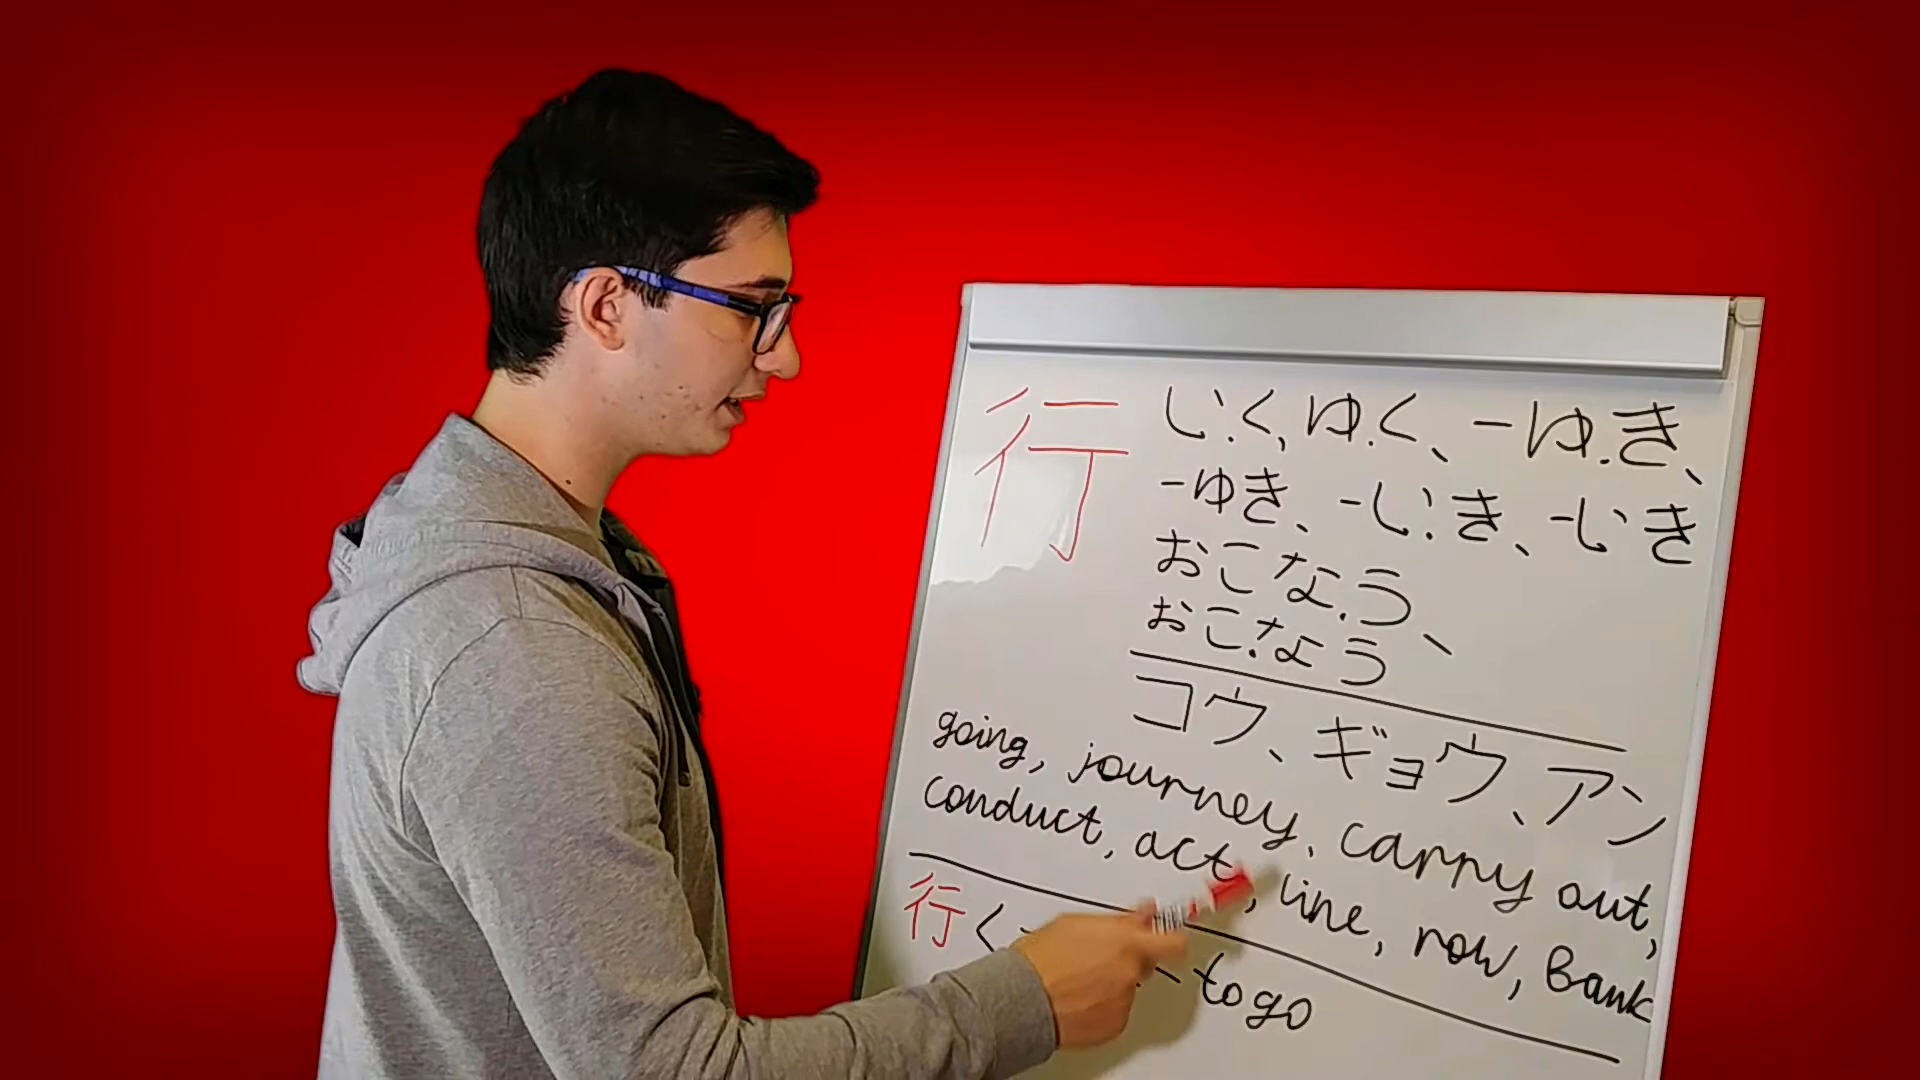 行 い.く,ゆ.く、-ゆ.き、
-ゆき、-い.き、-いき
おこな.う、
おこ.なう
コウ、ギョウ、アン
going, journey, carry out,
conduct, act, line, row, Bank
行く
- to go